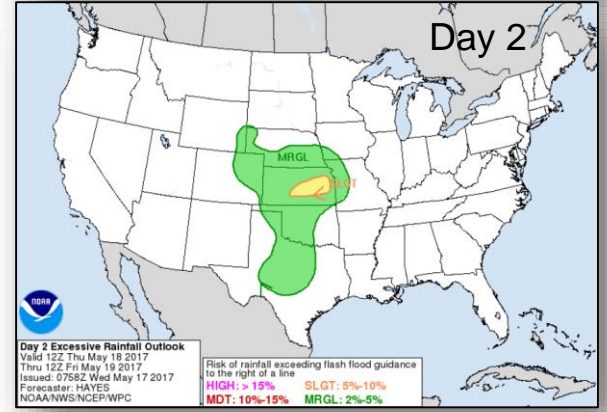 Day 2
MRGL
SLGT
NOAA
Day 2 Excessive Rainfall Outlook
Valid 12Z Thu May 18 2017
Thru 12Z Fri May 19 2017
Issued: 0758Z Wed May 17 2017
Forecaster: HAYES
NOAA/NWS/NCEP/WPC
Risk of rainfall exceeding flash flood guidance
to the right of a line
HIGH: > 15% SLGT: 5%-10%
MDT: 10%-15% MRGL: 2%-5%